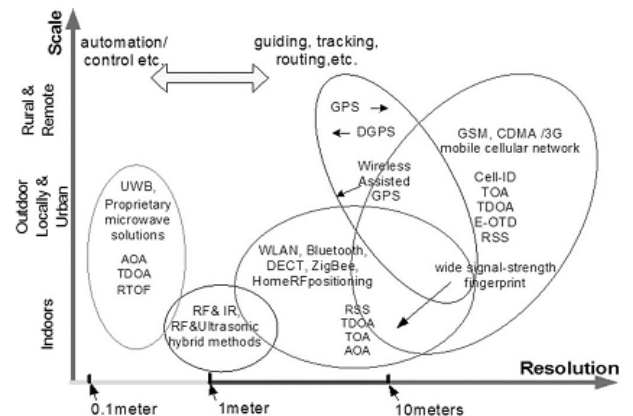 Scale
automation/
control etc.
guiding, tracking,
routing,etc.
Rural &
Remote
Outdoor
Locally &
Urban
Indoors
GPS
DGPS
Wireless
Assisted
GPS
GSM, CDMA /3G
mobile cellular network
Cell-ID
TOA
TDOA
E-OTD
RSS
UWB,
Proprietary
microwave
solutions
AOA
TDOA
RTOF
WLAN, Bluetooth,
DECT, ZigBee,
HomeRFpositioning
RSS
TDOA
TOA
AOA
wide signal-strength
fingerprint
RF& IR,
RF&Ultrasonic
hybrid methods
Resolution
0.1meter
1meter
10meters